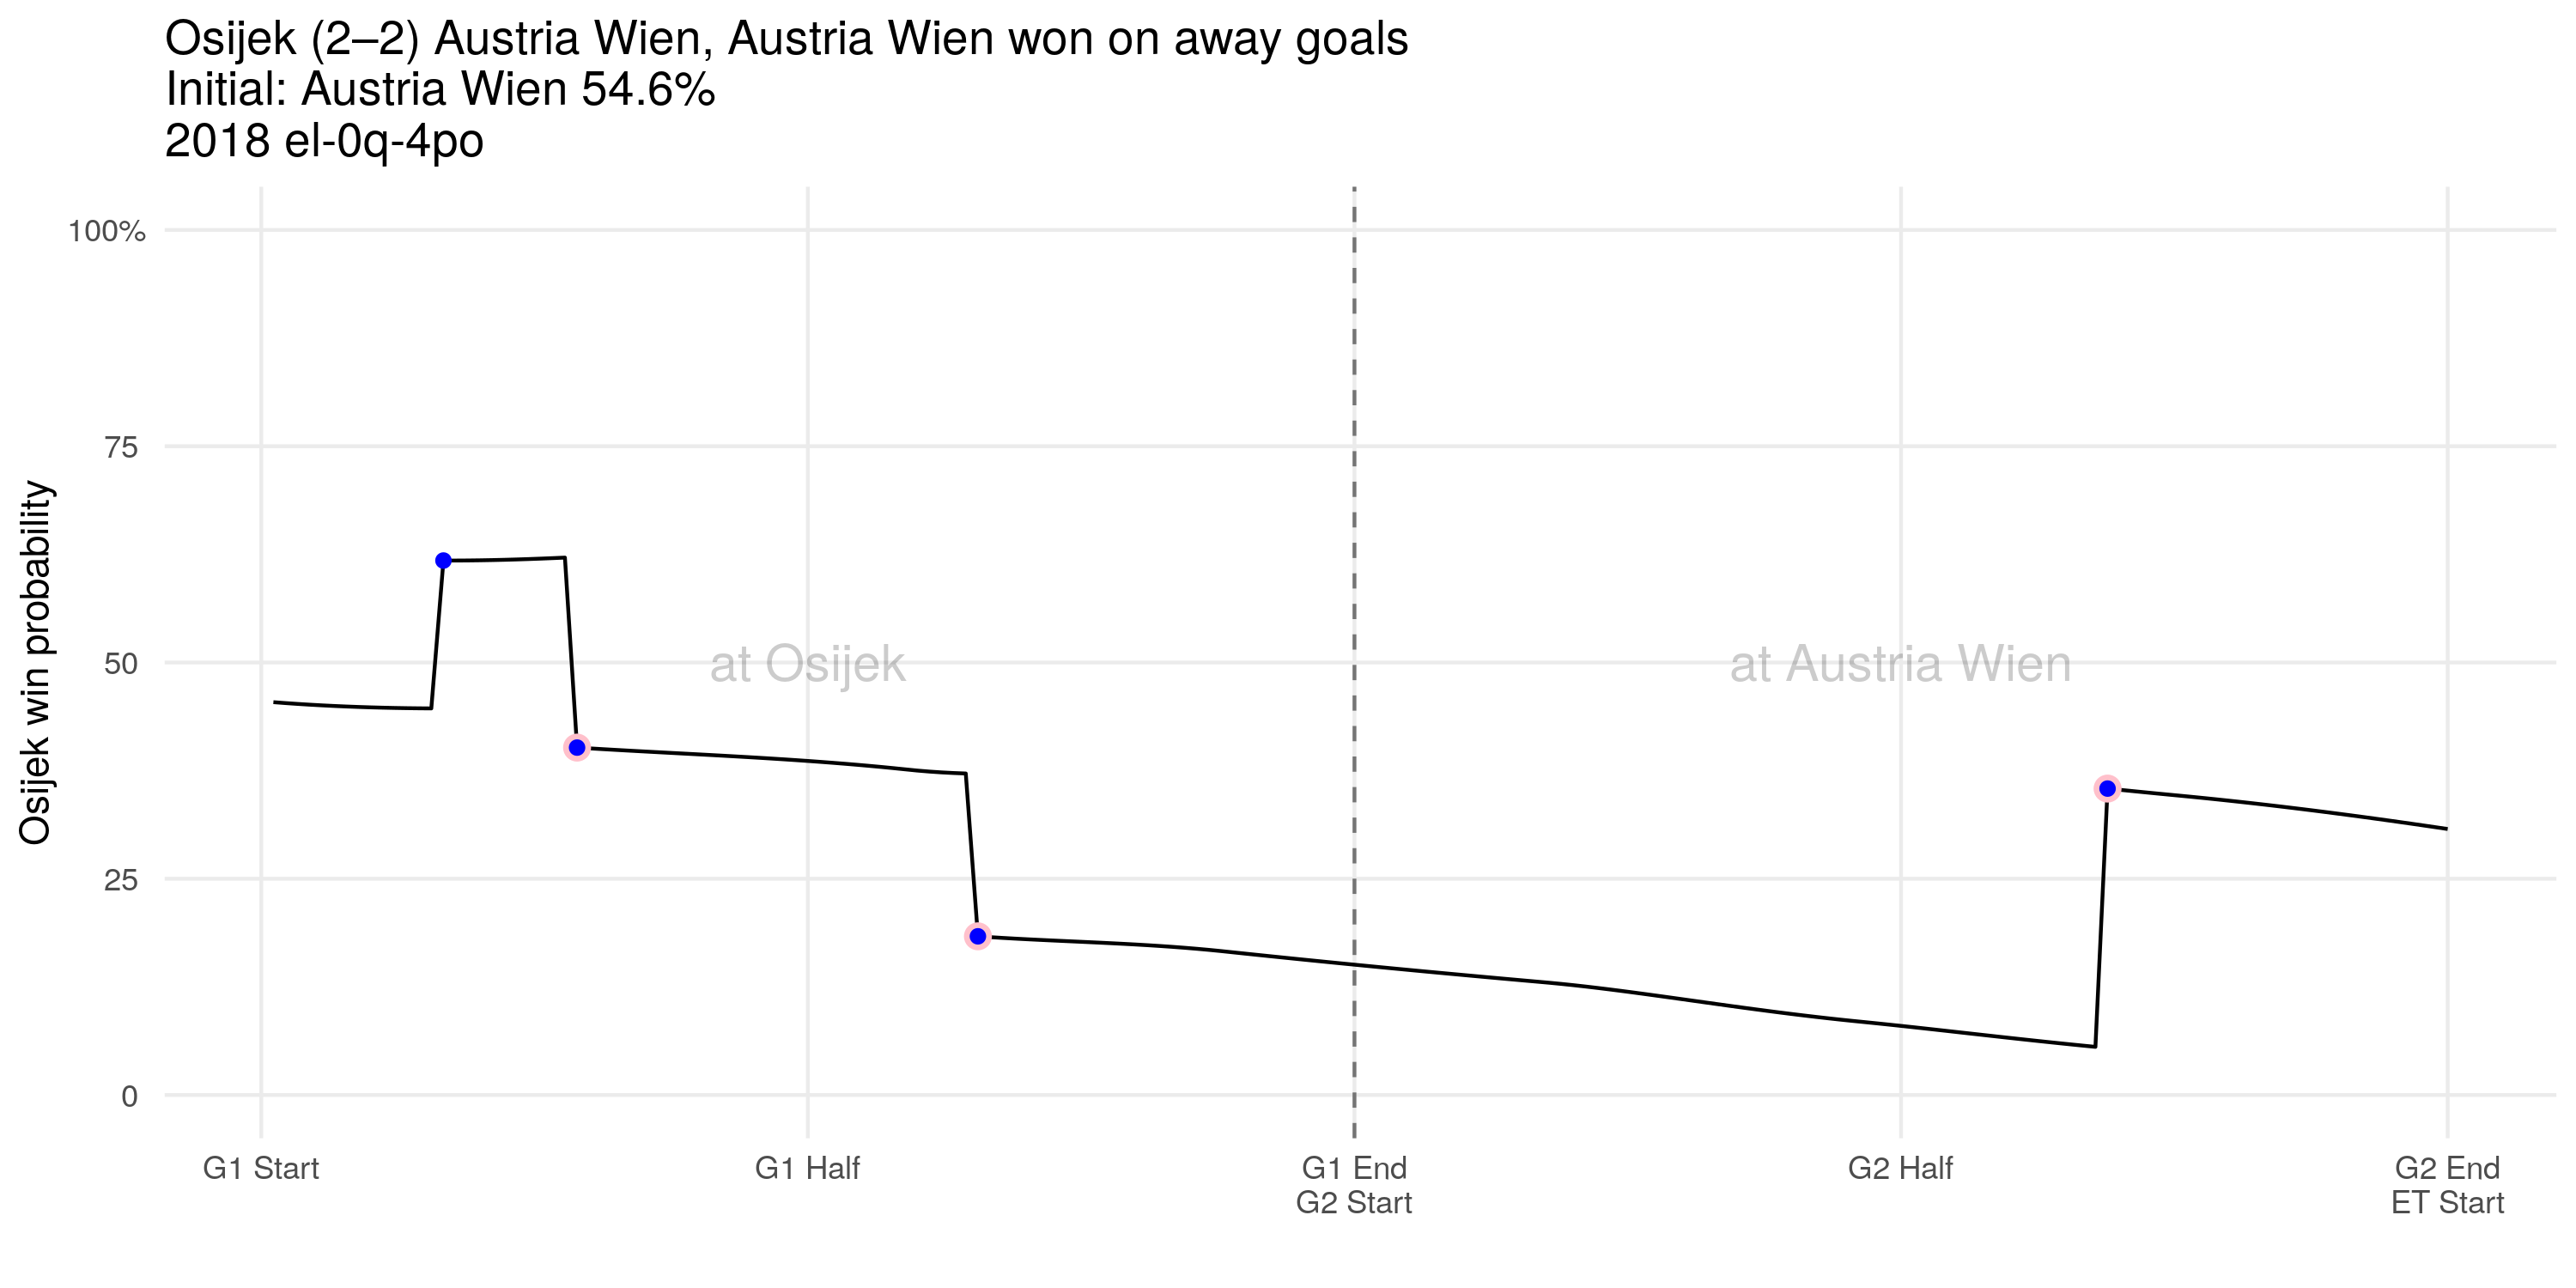 Osijek (2–2) Austria Wien, Austria Wien won on away goals
Initial: Austria Wien 54.6%
2018 el-0q-4po
Osijek win probability
100%
75
50
25
0
at Osijek
at Austria Wien
G1 Start
G1 Half
G1 End
G2 Start
G2 Half
G2 End
ET Start